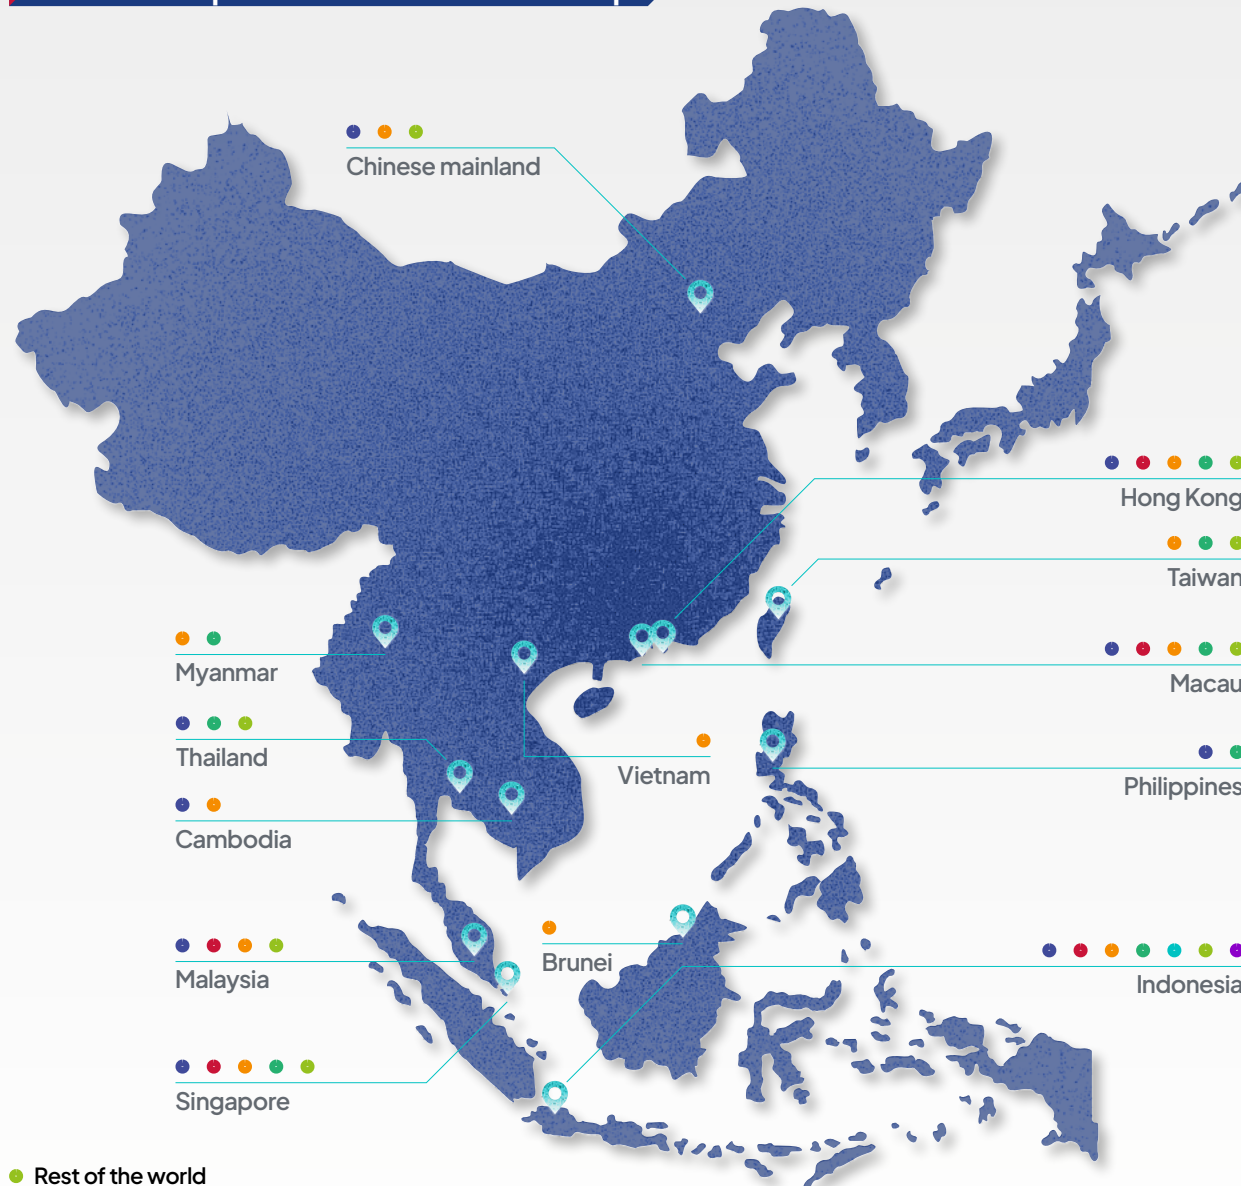 Chinese mainland
Hong Kong
Taiwan
Myanmar
Macau
Thailand
Vietnam
Philippines
Cambodia
Brunei
Malaysia
Indonesia
Singapore
Rest of the world